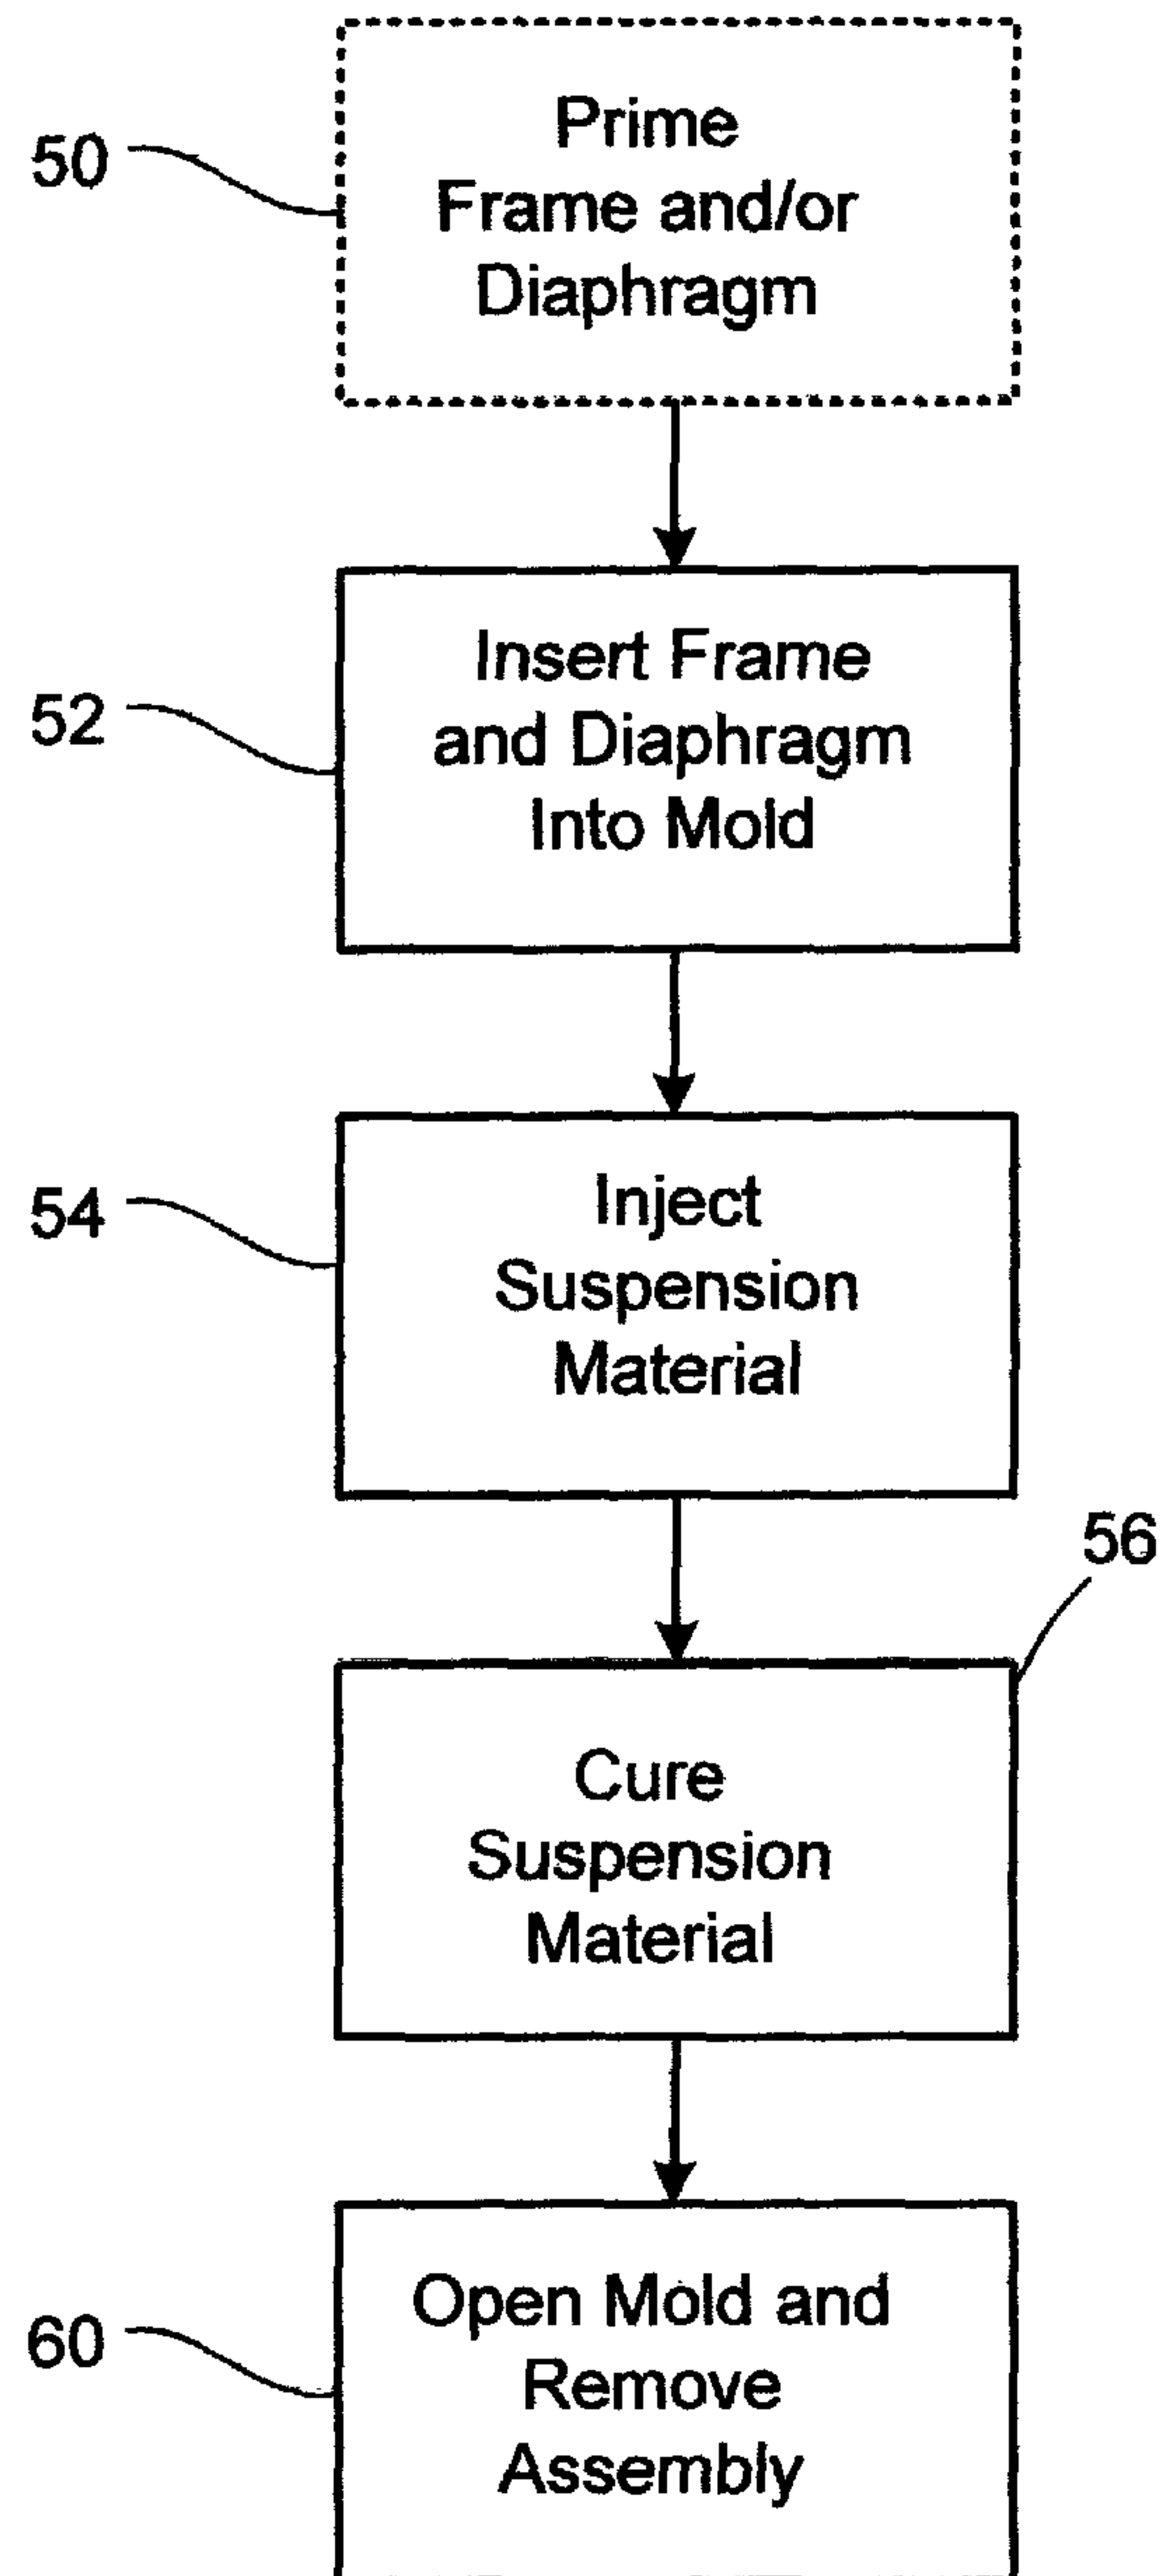 50
Prime
Frame and/or
Diaphragm
52
Insert Frame
and Diaphragm
Into Mold
54
Inject
Suspension
Material
56
Cure
Suspension
Material
60
Open Mold and
Remove
Assembly